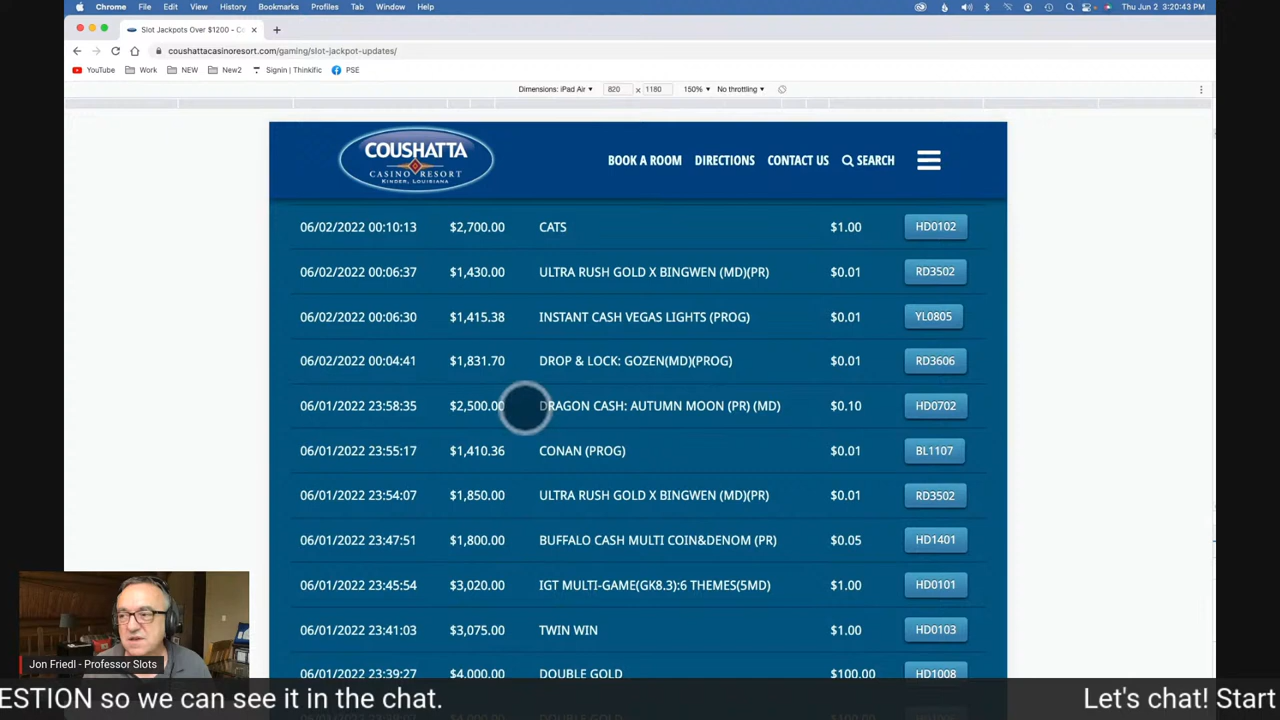 Chrome File Edit View History Bookmarks Profiles Tab Window Help Thu Jun 2 3:20:43 PM
Slot Jackpots Over $1200 - Co
coushattacasinoresort.com/gaming/slot-jackpot-updates/
YouTube Work NEW New2 Signin | Thinkific PSE
Dimensions: iPad Air 820 x 1180 150% No throttling
COUSHATTA
CASINO RESORT
KINDER, LOUISIANA
BOOK A ROOM DIRECTIONS CONTACT US SEARCH
06/02/2022 00:10:13 $2,700.00 CATS $1.00 HD0102
06/02/2022 00:06:37 $1,430.00 ULTRA RUSH GOLD X BINGWEN (MD)(PR) $0.01 RD3502
06/02/2022 00:06:30 $1,415.38 INSTANT CASH VEGAS LIGHTS (PROG) $0.01 YL0805
06/02/2022 00:04:41 $1,831.70 DROP & LOCK: GOZEN(MD)(PROG) $0.01 RD3606
06/01/2022 23:58:35 $2,500.00 DRAGON CASH: AUTUMN MOON (PR) (MD) $0.10 HD0702
06/01/2022 23:55:17 $1,410.36 CONAN (PROG) $0.01 BL1107
06/01/2022 23:54:07 $1,850.00 ULTRA RUSH GOLD X BINGWEN (MD)(PR) $0.01 RD3502
06/01/2022 23:47:51 $1,800.00 BUFFALO CASH MULTI COIN&DENOM (PR) $0.05 HD1401
06/01/2022 23:45:54 $3,020.00 IGT MULTI-GAME(GK8.3):6 THEMES(5MD) $1.00 HD0101
06/01/2022 23:41:03 $3,075.00 TWIN WIN $1.00 HD0103
06/01/2022 23:39:27 $4,000.00 DOUBLE GOLD $100.00 HD1008
Jon Friedl - Professor Slots
ESTION so we can see it in the chat. Let's chat! Start